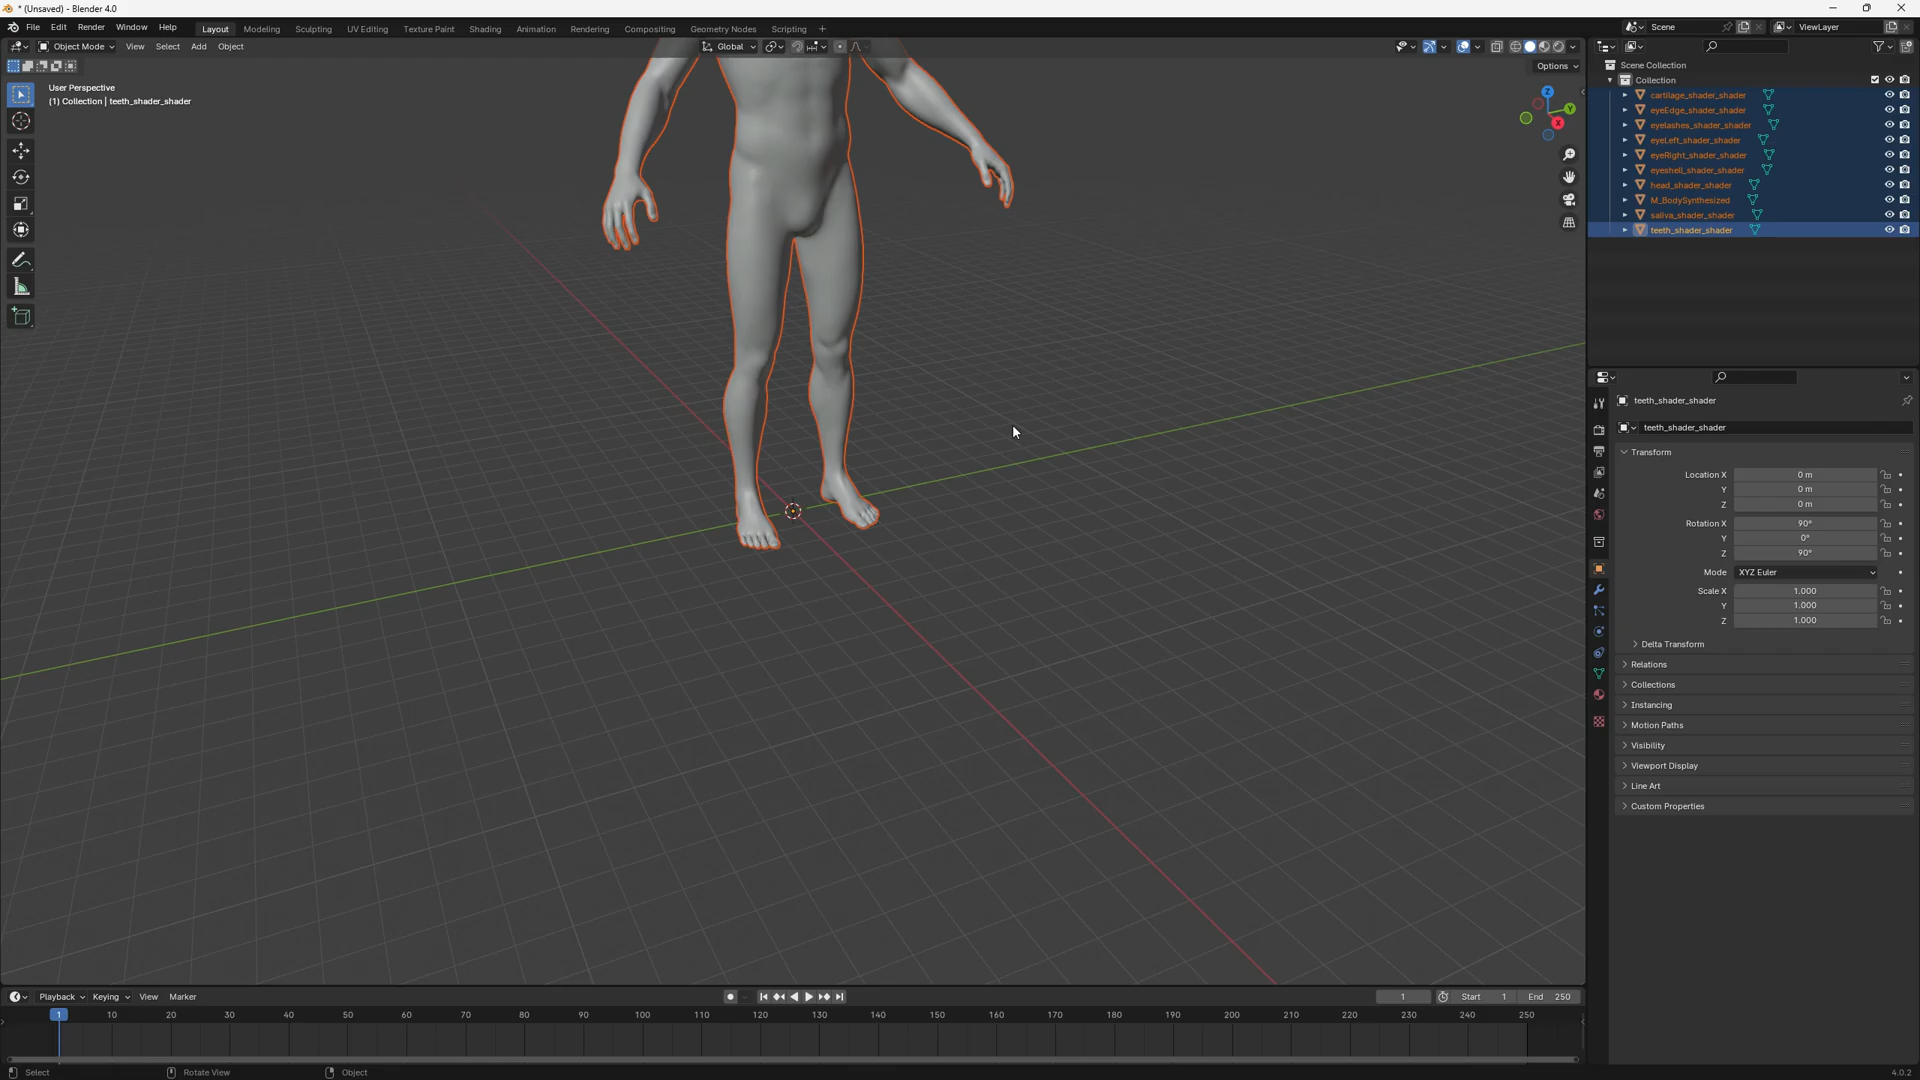 * (Unsaved) - Blender 4.0
File Edit Render Window Help Layout Modeling Sculpting UV Editing Texture Paint Shading Animation Rendering Compositing Geometry Nodes Scripting + Scene ViewLayer
Object Mode View Select Add Object Global
Options
User Perspective
(1) Collection | teeth_shader_shader
Z
Y
X
Scene Collection
Collection
cartilage_shader_shader
eyeEdge_shader_shader
eyelashes_shader_shader
eyeLeft_shader_shader
eyeRight_shader_shader
eyeshell_shader_shader
head_shader_shader
M_BodySynthesized
saliva_shader_shader
teeth_shader_shader
teeth_shader_shader
teeth_shader_shader
Transform
Location X 0 m
Y 0 m
Z 0 m
Rotation X 90°
Y 0°
Z 90°
Mode XYZ Euler
Scale X 1.000
Y 1.000
Z 1.000
Delta Transform
Relations
Collections
Instancing
Motion Paths
Visibility
Viewport Display
Line Art
Custom Properties
Playback Keying View Marker 1 Start 1 End 250
1 10 20 30 40 50 60 70 80 90 100 110 120 130 140 150 160 170 180 190 200 210 220 230 240 250
Select Rotate View Object 4.0.2